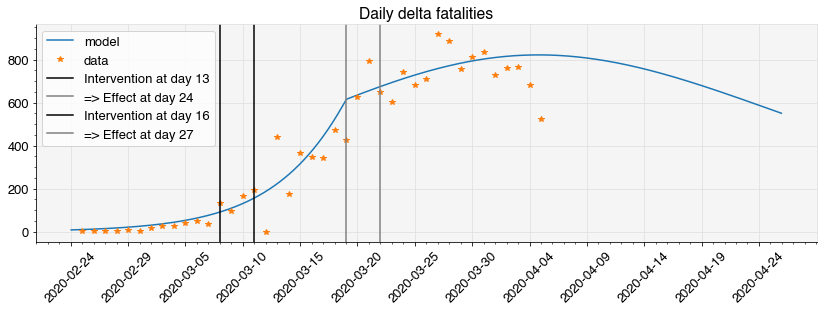 Daily delta fatalities
model
data
Intervention at day 13
=> Effect at day 24
Intervention at day 16
=> Effect at day 27
800
600
400
200
0
2020-02-24
2020-02-29
2020-03-05
2020-03-10
2020-03-15
2020-03-20
2020-03-25
2020-03-30
2020-04-04
2020-04-09
2020-04-14
2020-04-19
2020-04-24